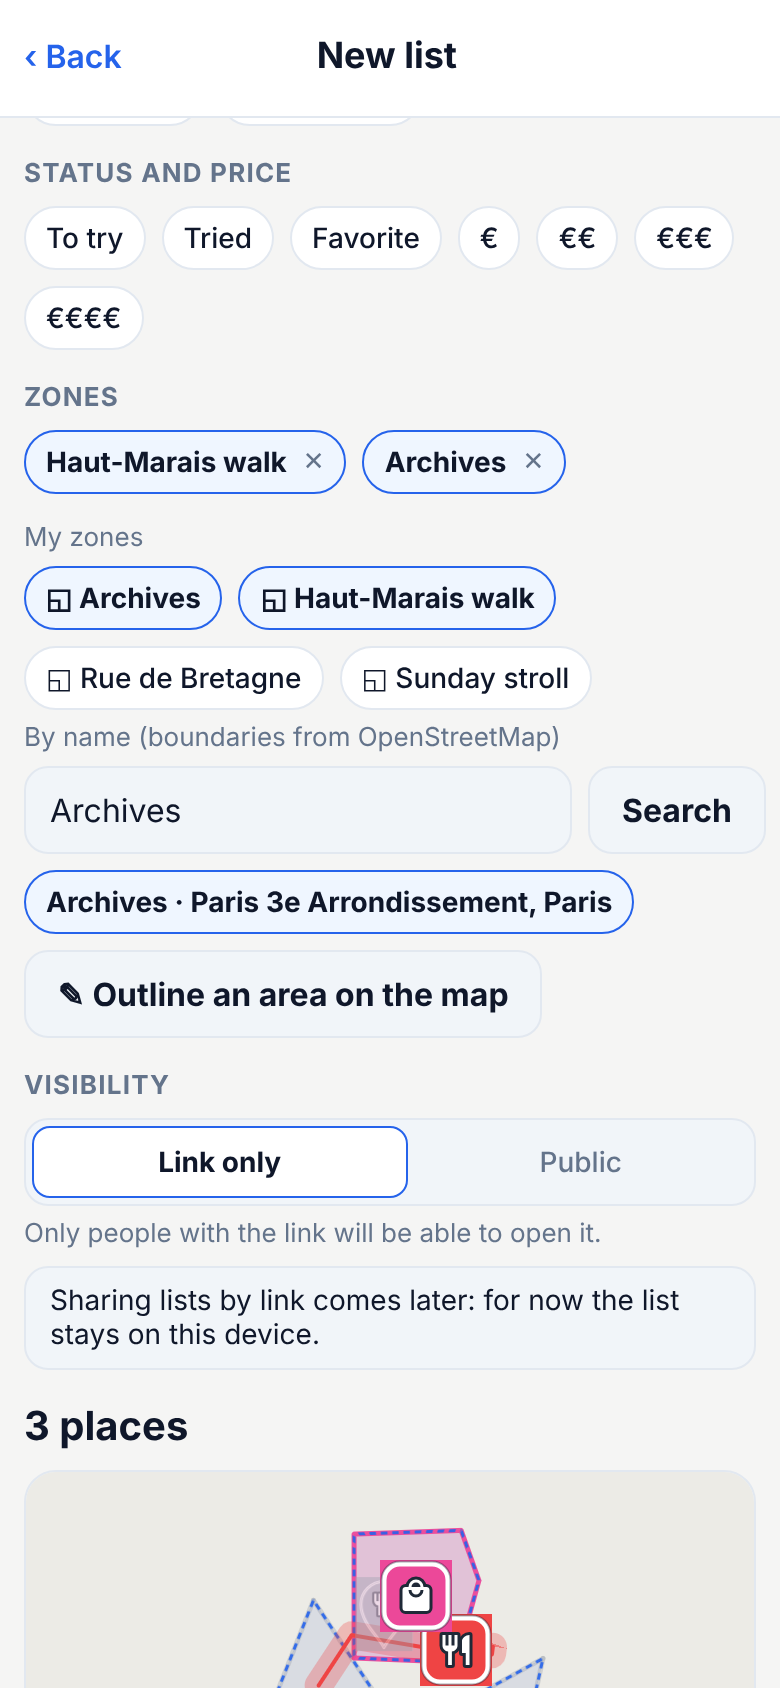 ‹ Back
New list
STATUS AND PRICE
To try
Tried
Favorite
€
€€
€€€
€€€€
ZONES
Haut-Marais walk ×
Archives ×
My zones
Archives
Haut-Marais walk
Rue de Bretagne
Sunday stroll
By name (boundaries from OpenStreetMap)
Archives
Search
Archives · Paris 3e Arrondissement, Paris
✎ Outline an area on the map
VISIBILITY
Link only
Public
Only people with the link will be able to open it.
Sharing lists by link comes later: for now the list
stays on this device.
3 places